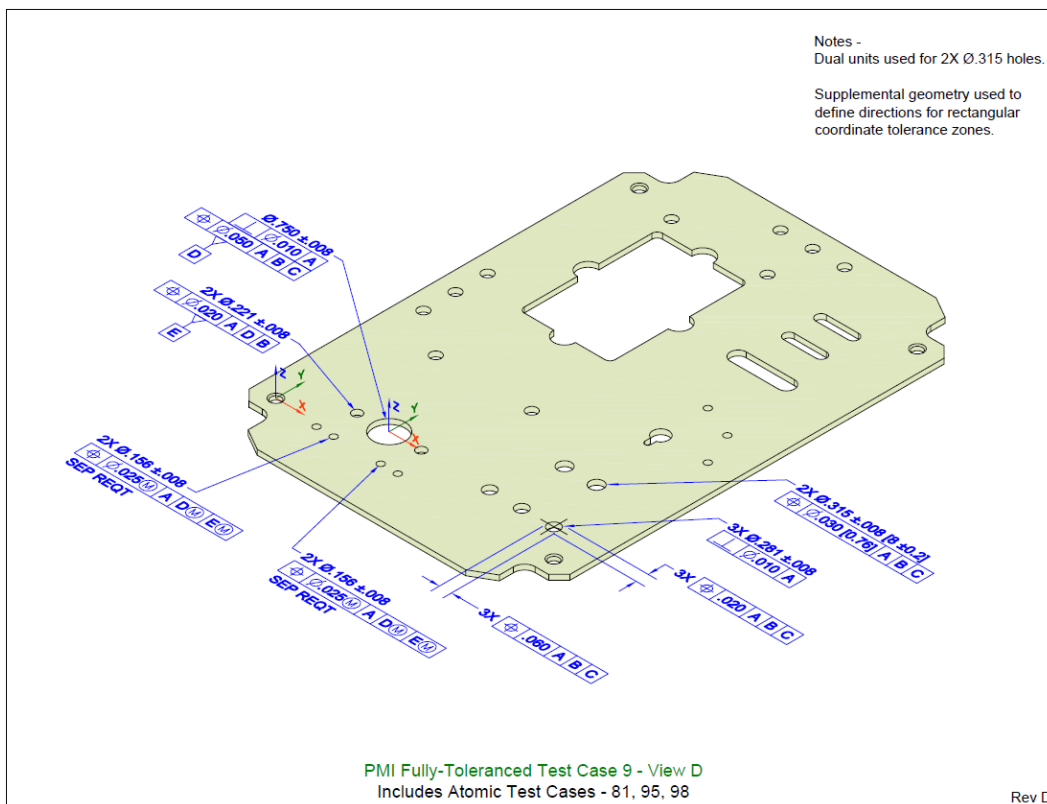 Notes -
Dual units used for 2X Ø.315 holes.
Supplemental geometry used to
define directions for rectangular
coordinate tolerance zones.
Ø.750 ±.008
⟂ Ø.010 A
⌖ Ø.050 A B C
D
2X Ø.221 ±.008
⌖ Ø.020 A D B
E
Z
Y
X
Z
Y
X
2X Ø.156 ±.008
⌖ Ø.025Ⓜ A DⓂ EⓂ
SEP REQT
2X Ø.156 ±.008
⌖ Ø.025Ⓜ A DⓂ EⓂ
SEP REQT
2X Ø.315 ±.008 [8 ±0.2]
⌖ Ø.030 [0.76] A B C
3X Ø.281 ±.008
⟂ Ø.010 A
3X ⌖ .020 A B C
3X ⌖ .060 A B C
PMI Fully-Toleranced Test Case 9 - View D
Includes Atomic Test Cases - 81, 95, 98
Rev D